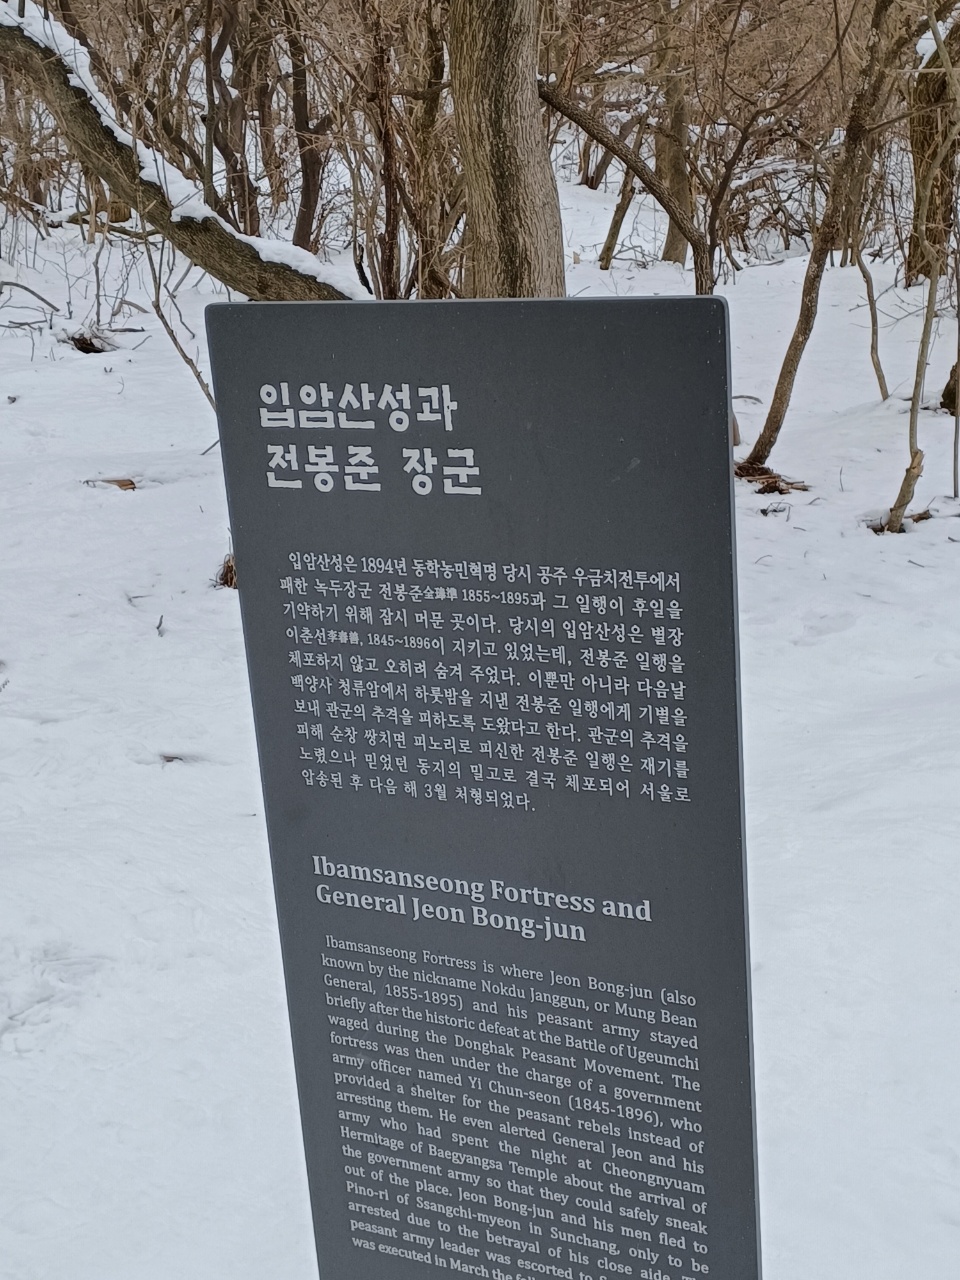 입암산성과
전봉준 장군
입암산성은 1894년 동학농민혁명 당시 공주 우금치전투에서
패한 녹두장군 전봉준全琫準 1855~1895과 그 일행이 후일을
기약하기 위해 잠시 머문 곳이다. 당시의 입암산성은 별장
이춘선李春善, 1845~1896이 지키고 있었는데, 전봉준 일행을
체포하지 않고 오히려 숨겨 주었다. 이뿐만 아니라 다음날
백양사 청류암에서 하룻밤을 지낸 전봉준 일행에게 기별을
보내 관군의 추격을 피하도록 도왔다고 한다. 관군의 추격을
피해 순창 쌍치면 피노리로 피신한 전봉준 일행은 재기를
노렸으나 믿었던 동지의 밀고로 결국 체포되어 서울로
압송된 후 다음 해 3월 처형되었다.
Ibamsanseong Fortress and
General Jeon Bong-jun
Ibamsanseong Fortress is where Jeon Bong-jun (also
known by the nickname Nokdu Janggun, or Mung Bean
General, 1855-1895) and his peasant army stayed
briefly after the historic defeat at the Battle of Ugeumchi
waged during the Donghak Peasant Movement. The
fortress was then under the charge of a government
army officer named Yi Chun-seon (1845-1896), who
provided a shelter for the peasant rebels instead of
arresting them. He even alerted General Jeon and his
army who had spent the night at Cheongnyuam
Hermitage of Baegyangsa Temple about the arrival of
the government army so that they could safely sneak
out of the place. Jeon Bong-jun and his men fled to
Pino-ri of Ssangchi-myeon in Sunchang, only to be
arrested due to the betrayal of his close aide.
peasant army leader was escorted to
was executed in March the